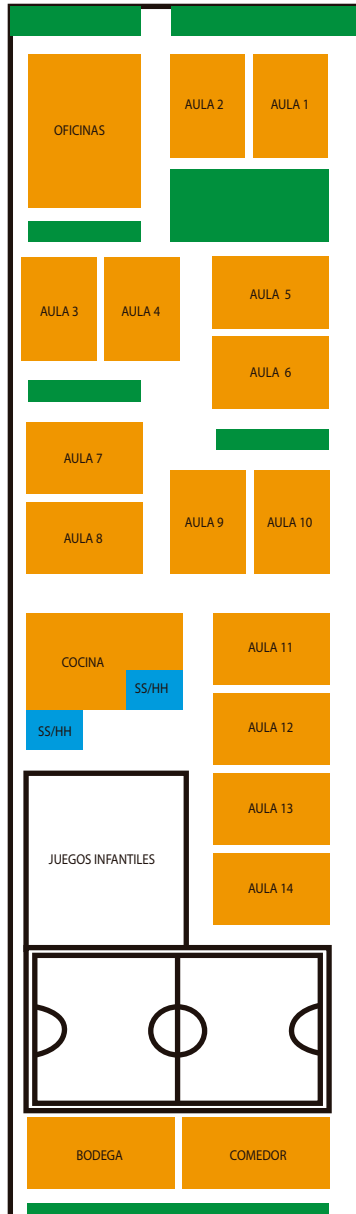 OFICINAS
AULA 2
AULA 1
AULA 3
AULA 4
AULA 5
AULA 6
AULA 7
AULA 8
AULA 9
AULA 10
COCINA
SS/HH
SS/HH
AULA 11
AULA 12
AULA 13
AULA 14
JUEGOS INFANTILES
BODEGA
COMEDOR